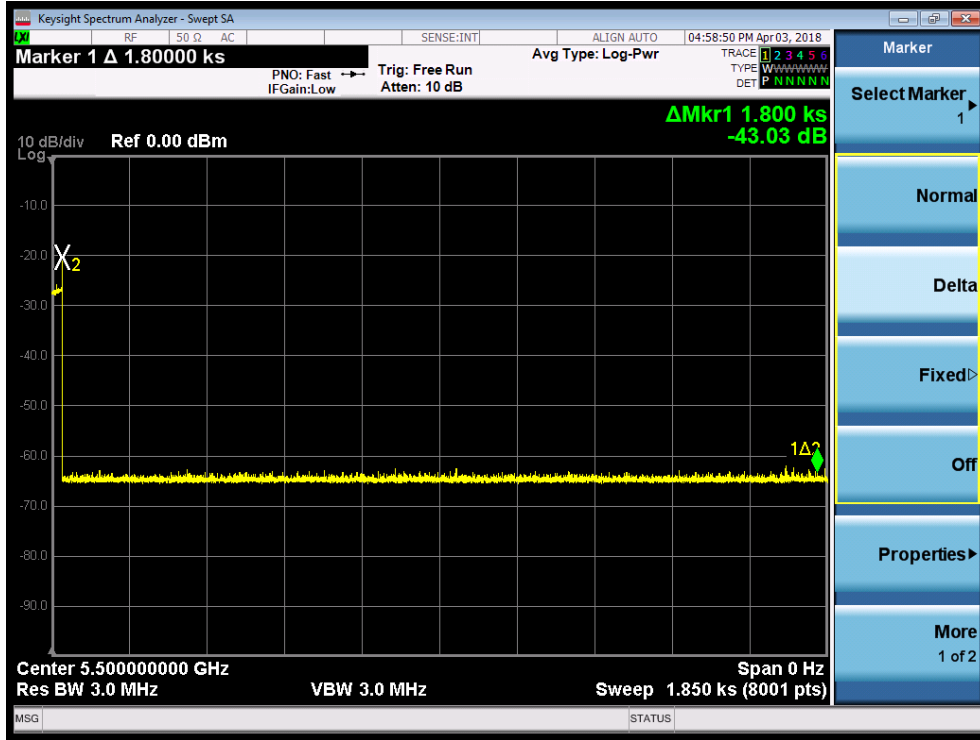 Keysight Spectrum Analyzer - Swept SA
LXI RF 50 Ω AC SENSE:INT ALIGN AUTO 04:58:50 PM Apr 03, 2018
Marker 1 Δ 1.80000 ks
PNO: Fast
IFGain:Low
Trig: Free Run
Atten: 10 dB
Avg Type: Log-Pwr
TRACE 1 2 3 4 5 6
TYPE WWWWWW
DET P N N N N N
ΔMkr1 1.800 ks
-43.03 dB
10 dB/div Ref 0.00 dBm
Log
-10.0
-20.0
-30.0
-40.0
-50.0
-60.0
-70.0
-80.0
-90.0
X2
1Δ2
Center 5.500000000 GHz Span 0 Hz
Res BW 3.0 MHz VBW 3.0 MHz Sweep 1.850 ks (8001 pts)
MSG STATUS
Marker
Select Marker
1
Normal
Delta
Fixed
Off
Properties
More
1 of 2